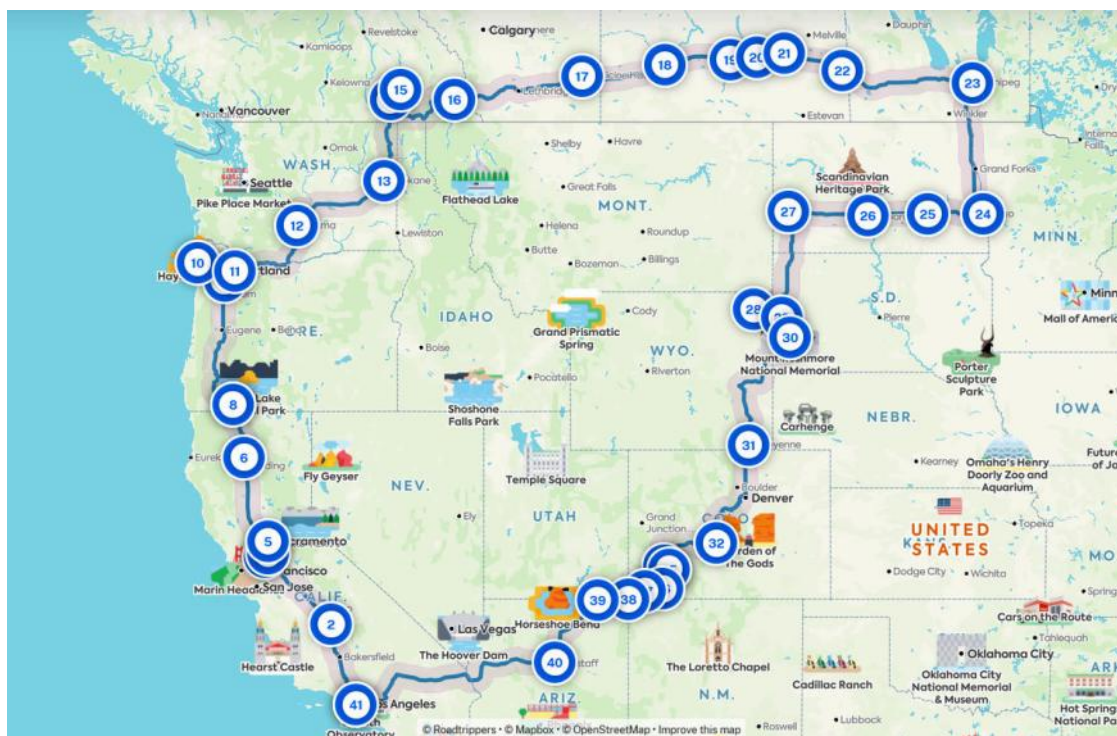 Calgary
Revelstoke
Dauphin
Kamloops
Melville
15
19
20
21
18
17
22
Kelowna
16
23
Vancouver
Estevan
Winkler
Omak
Shelby
Havre
WASH.
13
Scandinavian
Heritage Park
Grand Forks
Seattle
Pike Place Market
Flathead Lake
Great Falls
MONT.
27
26
25
24
12
Lewiston
Helena
Roundup
MINN.
10
11
Butte
Billings
Bozeman
S.D.
28
30
Eugene
IDAHO
Grand Prismatic
Spring
Cody
Pierre
Mall of America
Boise
WYO.
Mount Rushmore
National Memorial
Riverton
Porter
Sculpture
Park
8
Pocatello
Shoshone
Falls Park
NEBR.
IOWA
Carhenge
6
31
Fly Geyser
Temple Square
Kearney
Omaha's Henry
Doorly Zoo and
Aquarium
NEV.
Boulder
Denver
UTAH
Ely
Grand
Junction
UNITED
STATES
Topeka
5
32
The Gods
San Jose
Dodge City
Wichita
CALIF.
39
38
Horseshoe Bend
2
Las Vegas
The Hoover Dam
Cars on the Route
Hearst Castle
Bakersfield
40
The Loretto Chapel
Cadillac Ranch
Tahlequah
Oklahoma City
Oklahoma City
National Memorial
& Museum
ARIZ.
N.M.
41
Roswell
Lubbock
© Roadtrippers • © Mapbox • © OpenStreetMap • Improve this map